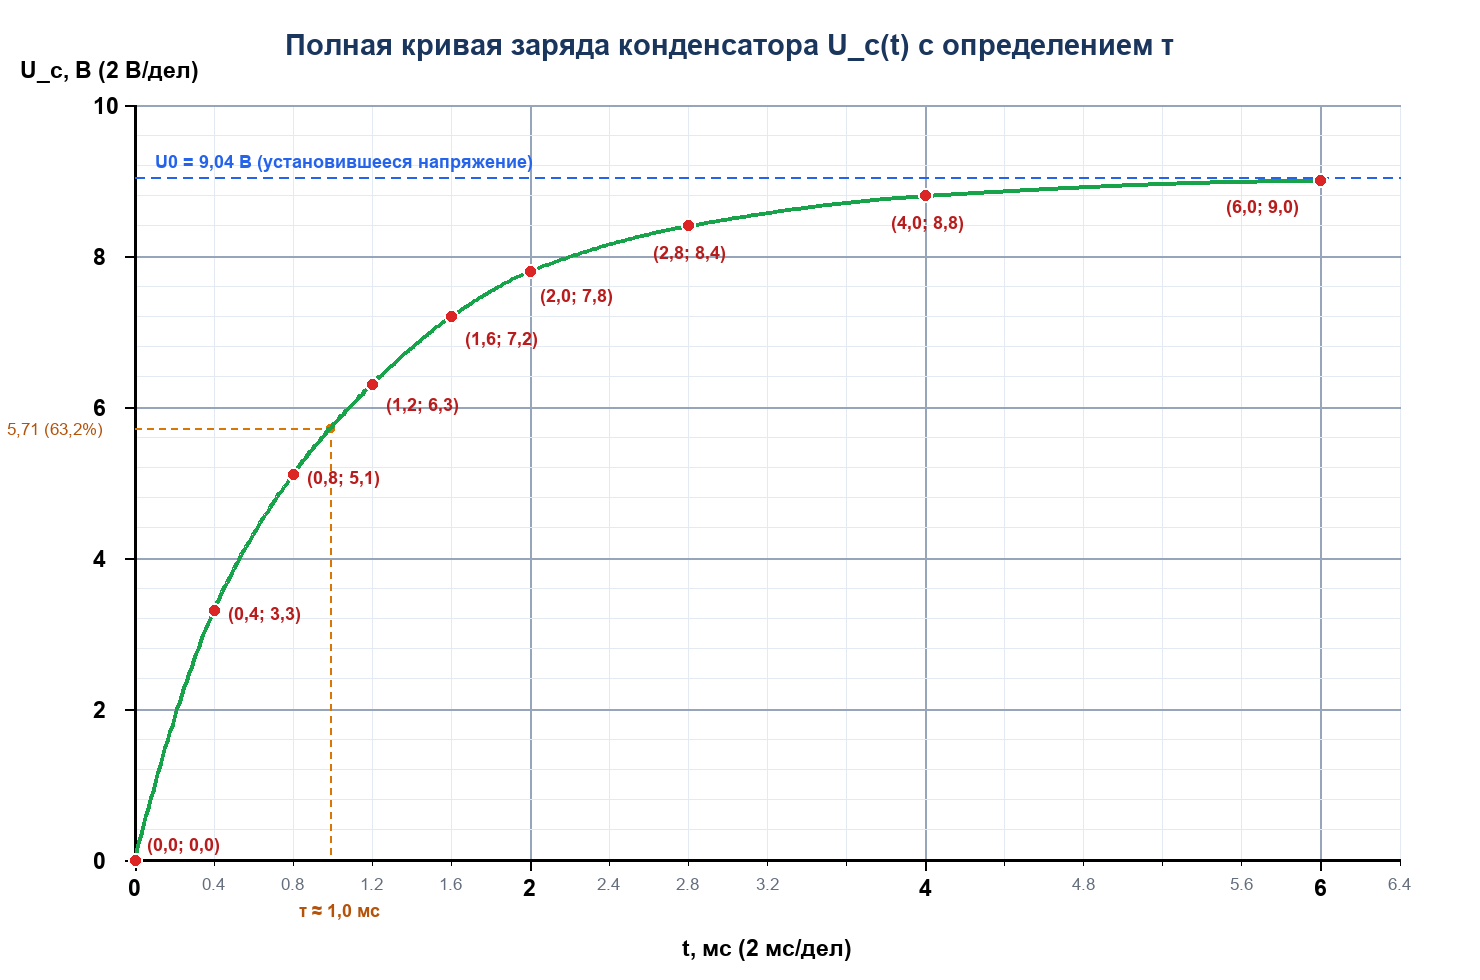 Полная кривая заряда конденсатора U_c(t) с определением τ
U_c, В (2 В/дел)
10
U0 = 9,04 В (установившееся напряжение)
(6,0; 9,0)
(4,0; 8,8)
8
(2,8; 8,4)
(2,0; 7,8)
(1,6; 7,2)
6
(1,2; 6,3)
5,71 (63,2%)
(0,8; 5,1)
4
(0,4; 3,3)
2
(0,0; 0,0)
0
0 0.4 0.8 1.2 1.6 2 2.4 2.8 3.2 4 4.8 5.6 6 6.4
τ ≈ 1,0 мс
t, мс (2 мс/дел)